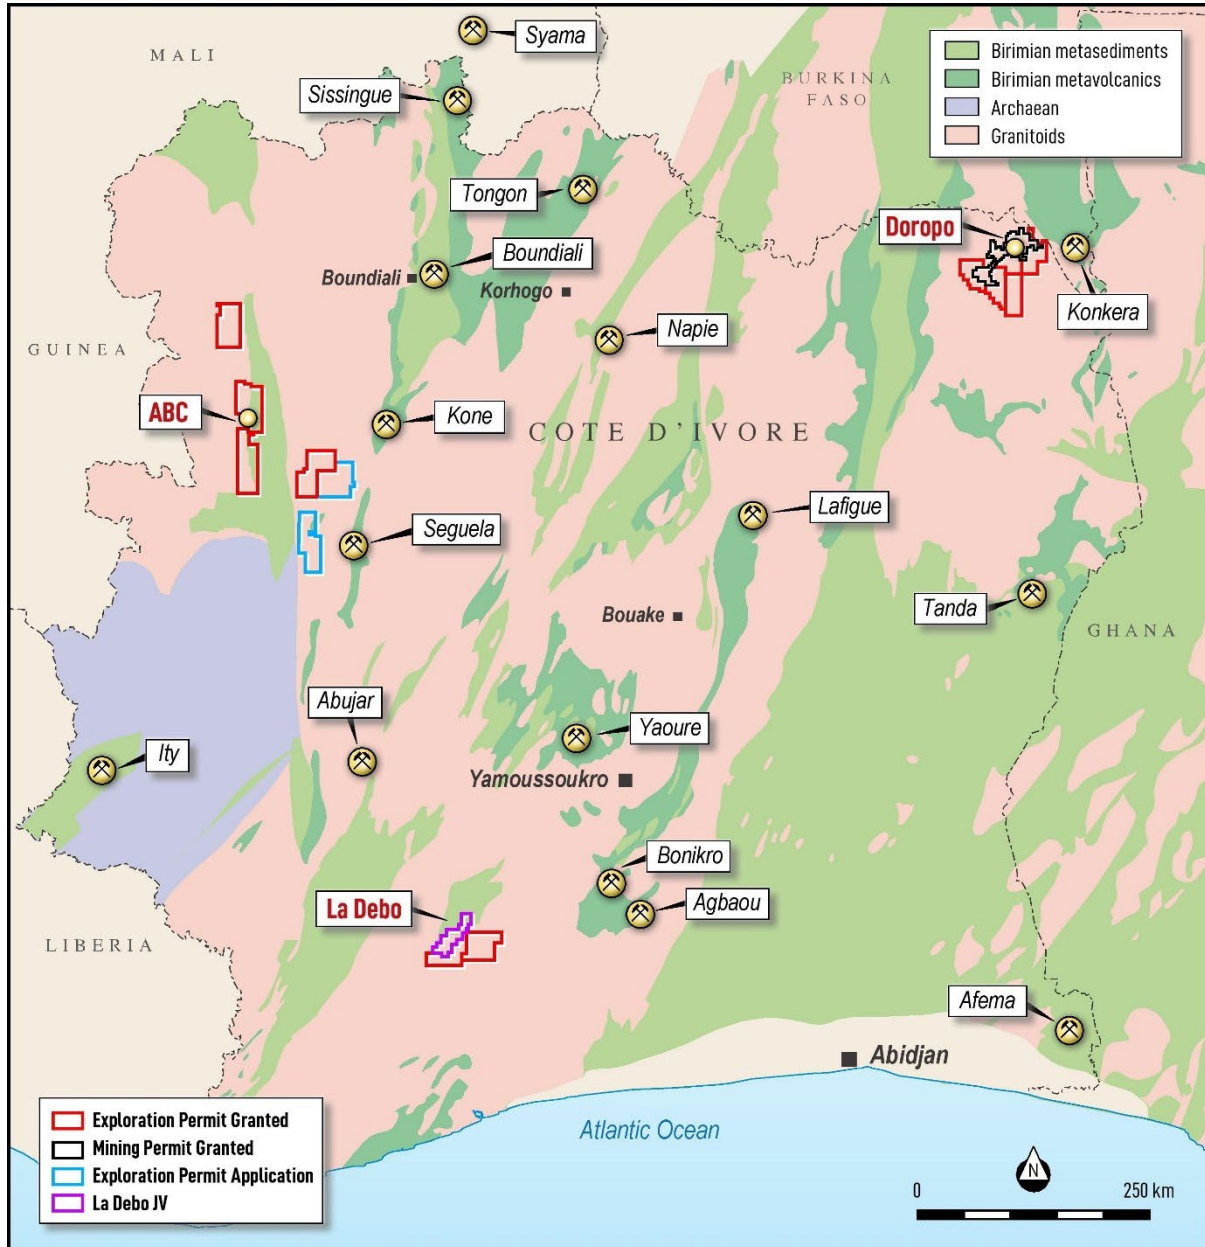 MALI
Syama
Sissingue
BURKINA
FASO
Birimian metasediments
Birimian metavolcanics
Archaean
Granitoids
Tongon
Doropo
Boundiali
Boundiali
Korhogo
Konkera
Napie
GUINEA
ABC
Kone
COTE D'IVORE
Lafigue
Seguela
Bouake
Tanda
GHANA
Abujar
Ity
Yaoure
Yamoussoukro
Bonikro
Agbaou
La Debo
LIBERIA
Afema
Abidjan
Exploration Permit Granted
Mining Permit Granted
Exploration Permit Application
La Debo JV
Atlantic Ocean
N
0 250 km